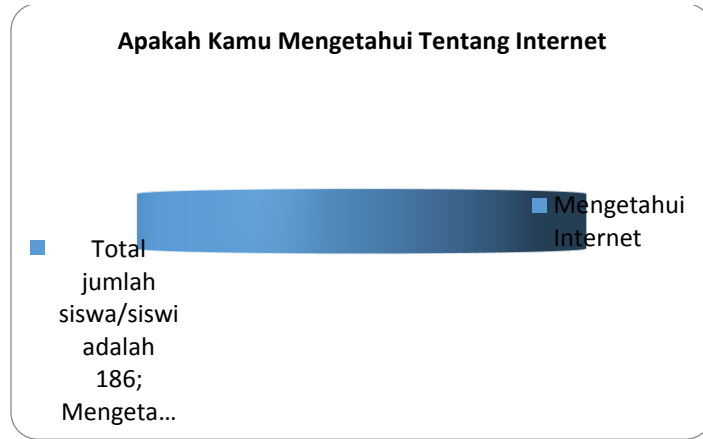 Apakah Kamu Mengetahui Tentang Internet
Mengetahui
Internet
Total
jumlah
siswa/siswi
adalah
186;
Mengeta...